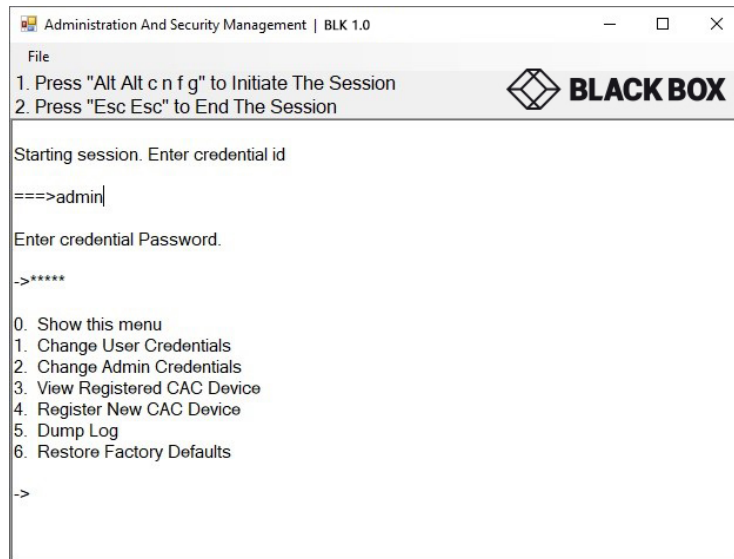 Administration And Security Management | BLK 1.0
File
1. Press "Alt Alt c n f g" to Initiate The Session
2. Press "Esc Esc" to End The Session
BLACK BOX
Starting session. Enter credential id
===>admin
Enter credential Password.
->*****
0. Show this menu
1. Change User Credentials
2. Change Admin Credentials
3. View Registered CAC Device
4. Register New CAC Device
5. Dump Log
6. Restore Factory Defaults
->